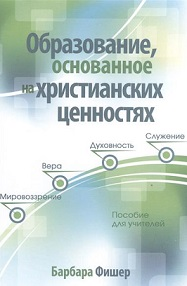 Образование,
основанное
на христианских
ценностях
Служение
Духовность
Вера
Мировоззрение
Пособие
для учителей
Барбара Фишер